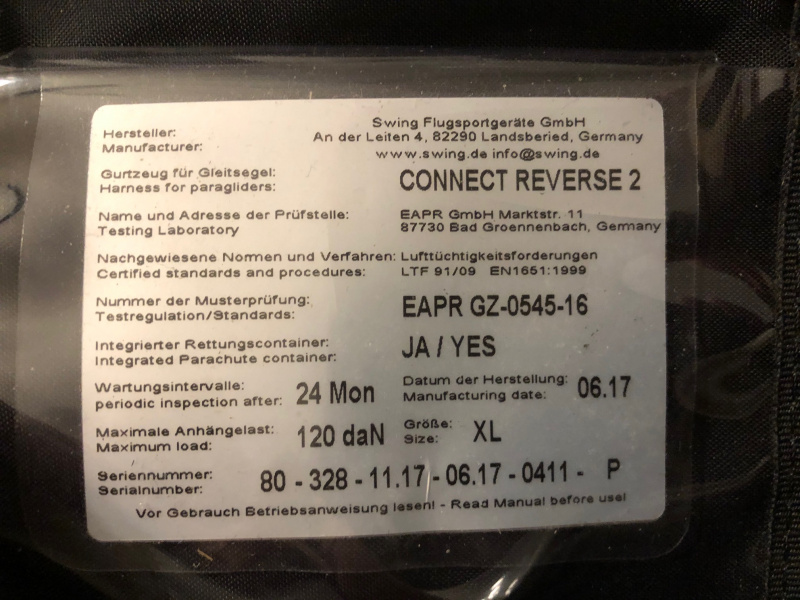 Hersteller:
Manufacturer:
Swing Flugsportgeräte GmbH
An der Leiten 4, 82290 Landsberied, Germany
www.swing.de info@swing.de
Gurtzeug für Gleitsegel:
Harness for paragliders:
CONNECT REVERSE 2
Name und Adresse der Prüfstelle:
Testing Laboratory
EAPR GmbH Marktstr. 11
87730 Bad Groennenbach, Germany
Nachgewiesene Normen und Verfahren: Lufttüchtigkeitsforderungen
Certified standards and procedures: LTF 91/09 EN1651:1999
Nummer der Musterprüfung:
Testregulation/Standards:
EAPR GZ-0545-16
Integrierter Rettungscontainer:
Integrated Parachute container:
JA / YES
Wartungsintervalle:
periodic inspection after:
24 Mon
Datum der Herstellung:
Manufacturing date:
06.17
Maximale Anhängelast:
Maximum load:
120 daN
Größe:
Size:
XL
Seriennummer:
Serialnumber:
80 - 328 - 11.17 - 06.17 - 0411 - P
Vor Gebrauch Betriebsanweisung lesen! - Read Manual before use!